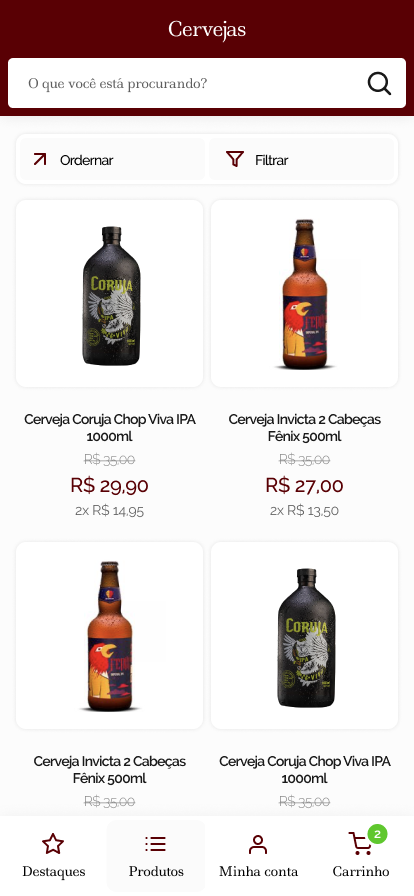 Cervejas
O que você está procurando?
Ordernar
Filtrar
CORUJA
Cerveja Coruja Chop Viva IPA
1000ml
R$ 35,00
R$ 29,90
2x R$ 14,95
Cerveja Invicta 2 Cabeças
Fênix 500ml
R$ 35,00
R$ 27,00
2x R$ 13,50
CORUJA
Cerveja Invicta 2 Cabeças
Fênix 500ml
R$ 35,00
Cerveja Coruja Chop Viva IPA
1000ml
R$ 35,00
Destaques
Produtos
Minha conta
2
Carrinho